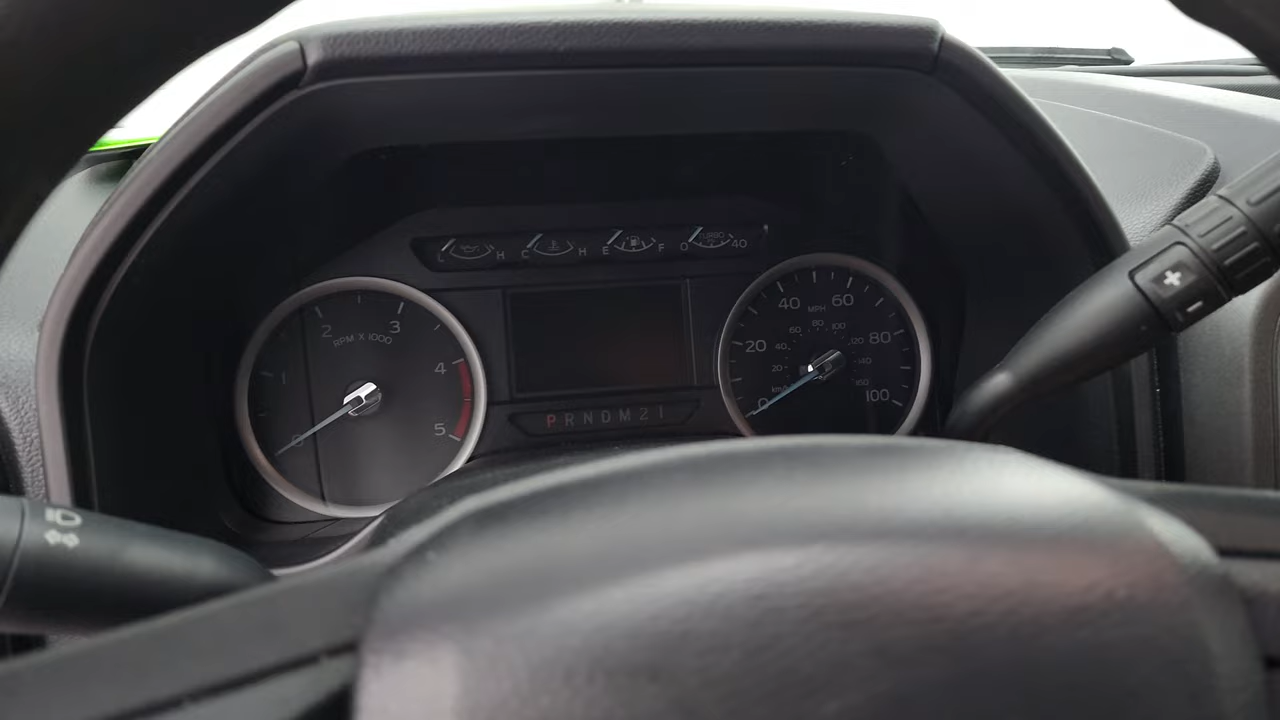 L H C H E F O TURBO 40
2 3
RPM X 1000
1 4
0 5
40 MPH 60
60 80 100
20 40 120 80
20 140
km/h 160
0 100
P R N D M 2 1
+
-